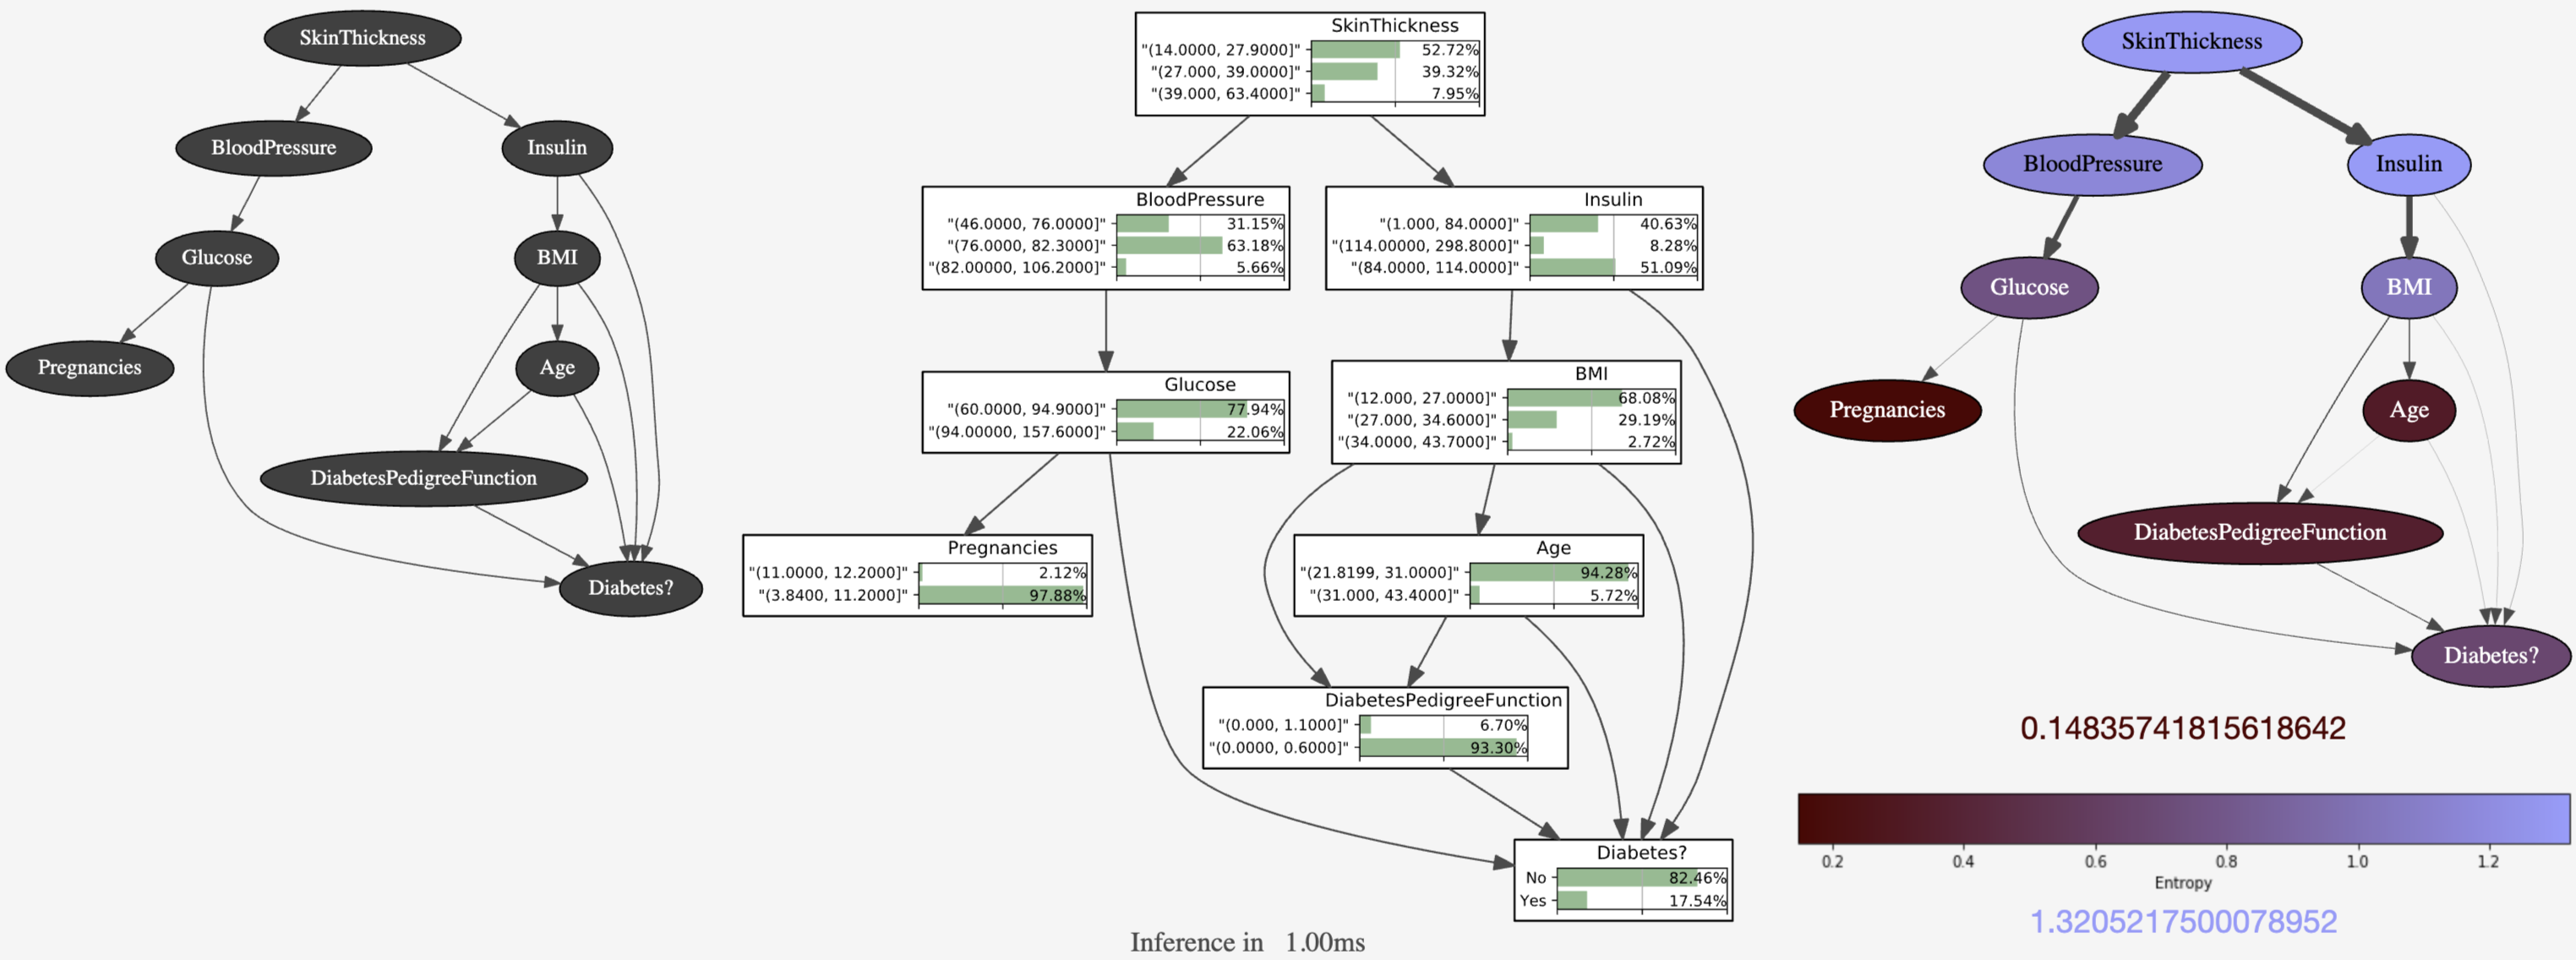 SkinThickness
BloodPressure
Insulin
Glucose
BMI
Pregnancies
Age
DiabetesPedigreeFunction
Diabetes?
SkinThickness
"(14.0000, 27.9000]" 52.72%
"(27.000, 39.0000]" 39.32%
"(39.000, 63.4000]" 7.95%
BloodPressure
"(46.0000, 76.0000]" 31.15%
"(76.0000, 82.3000]" 63.18%
"(82.00000, 106.2000]" 5.66%
Insulin
"(1.000, 84.0000]" 40.63%
"(114.00000, 298.8000]" 8.28%
"(84.0000, 114.0000]" 51.09%
Glucose
"(60.0000, 94.9000]" 77.94%
"(94.00000, 157.6000]" 22.06%
BMI
"(12.000, 27.0000]" 68.08%
"(27.000, 34.6000]" 29.19%
"(34.0000, 43.7000]" 2.72%
Pregnancies
"(11.0000, 12.2000]" 2.12%
"(3.8400, 11.2000]" 97.88%
Age
"(21.8199, 31.0000]" 94.28%
"(31.000, 43.4000]" 5.72%
DiabetesPedigreeFunction
"(0.000, 1.1000]" 6.70%
"(0.0000, 0.6000]" 93.30%
Diabetes?
No 82.46%
Yes 17.54%
Inference in 1.00ms
SkinThickness
BloodPressure
Insulin
Glucose
BMI
Pregnancies
Age
DiabetesPedigreeFunction
Diabetes?
0.14835741815618642
0.2 0.4 0.6 0.8 1.0 1.2
Entropy
1.3205217500078952